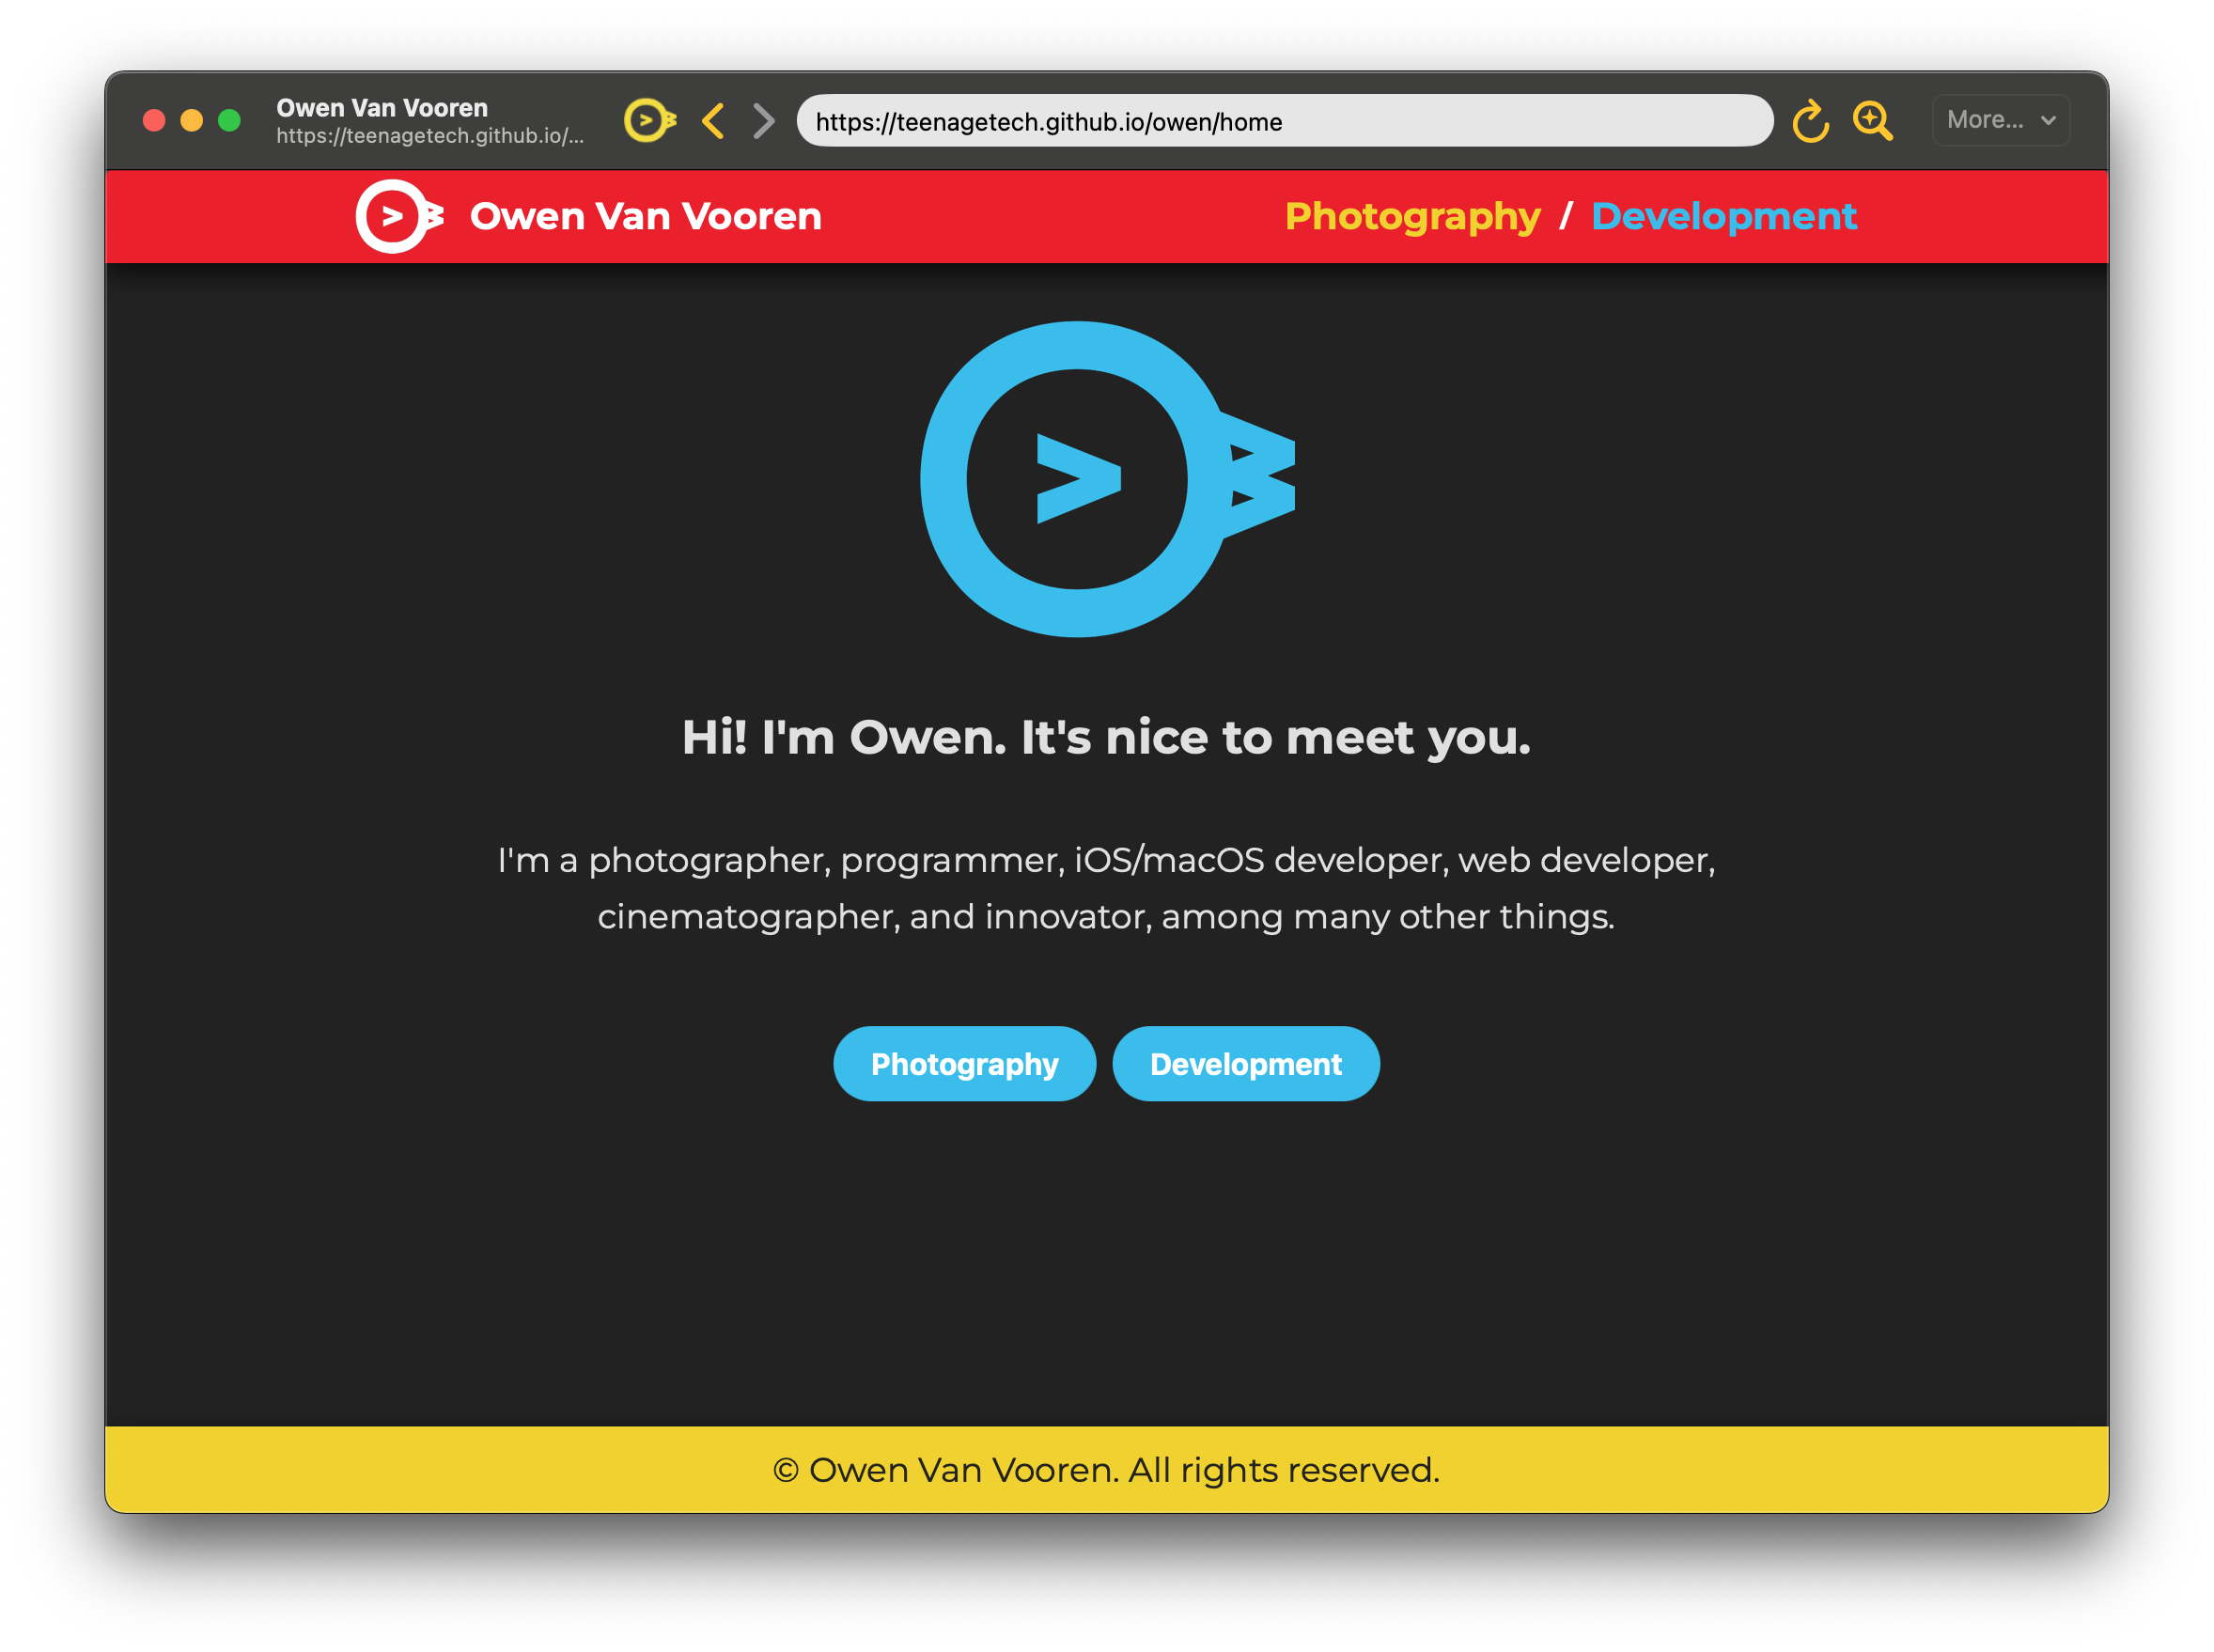 Owen Van Vooren
https://teenagetech.github.io/...
https://teenagetech.github.io/owen/home
More...
Owen Van Vooren
Photography / Development
Hi! I'm Owen. It's nice to meet you.
I'm a photographer, programmer, iOS/macOS developer, web developer,
cinematographer, and innovator, among many other things.
Photography
Development
© Owen Van Vooren. All rights reserved.